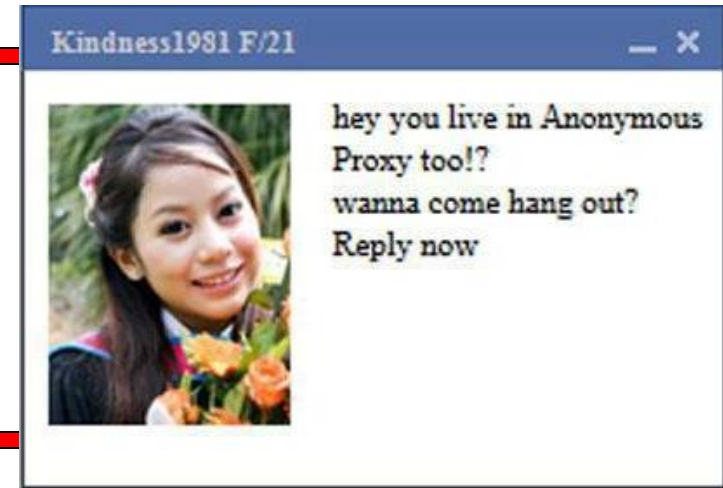 Kindness1981 F/21
hey you live in Anonymous
Proxy too!?
wanna come hang out?
Reply now